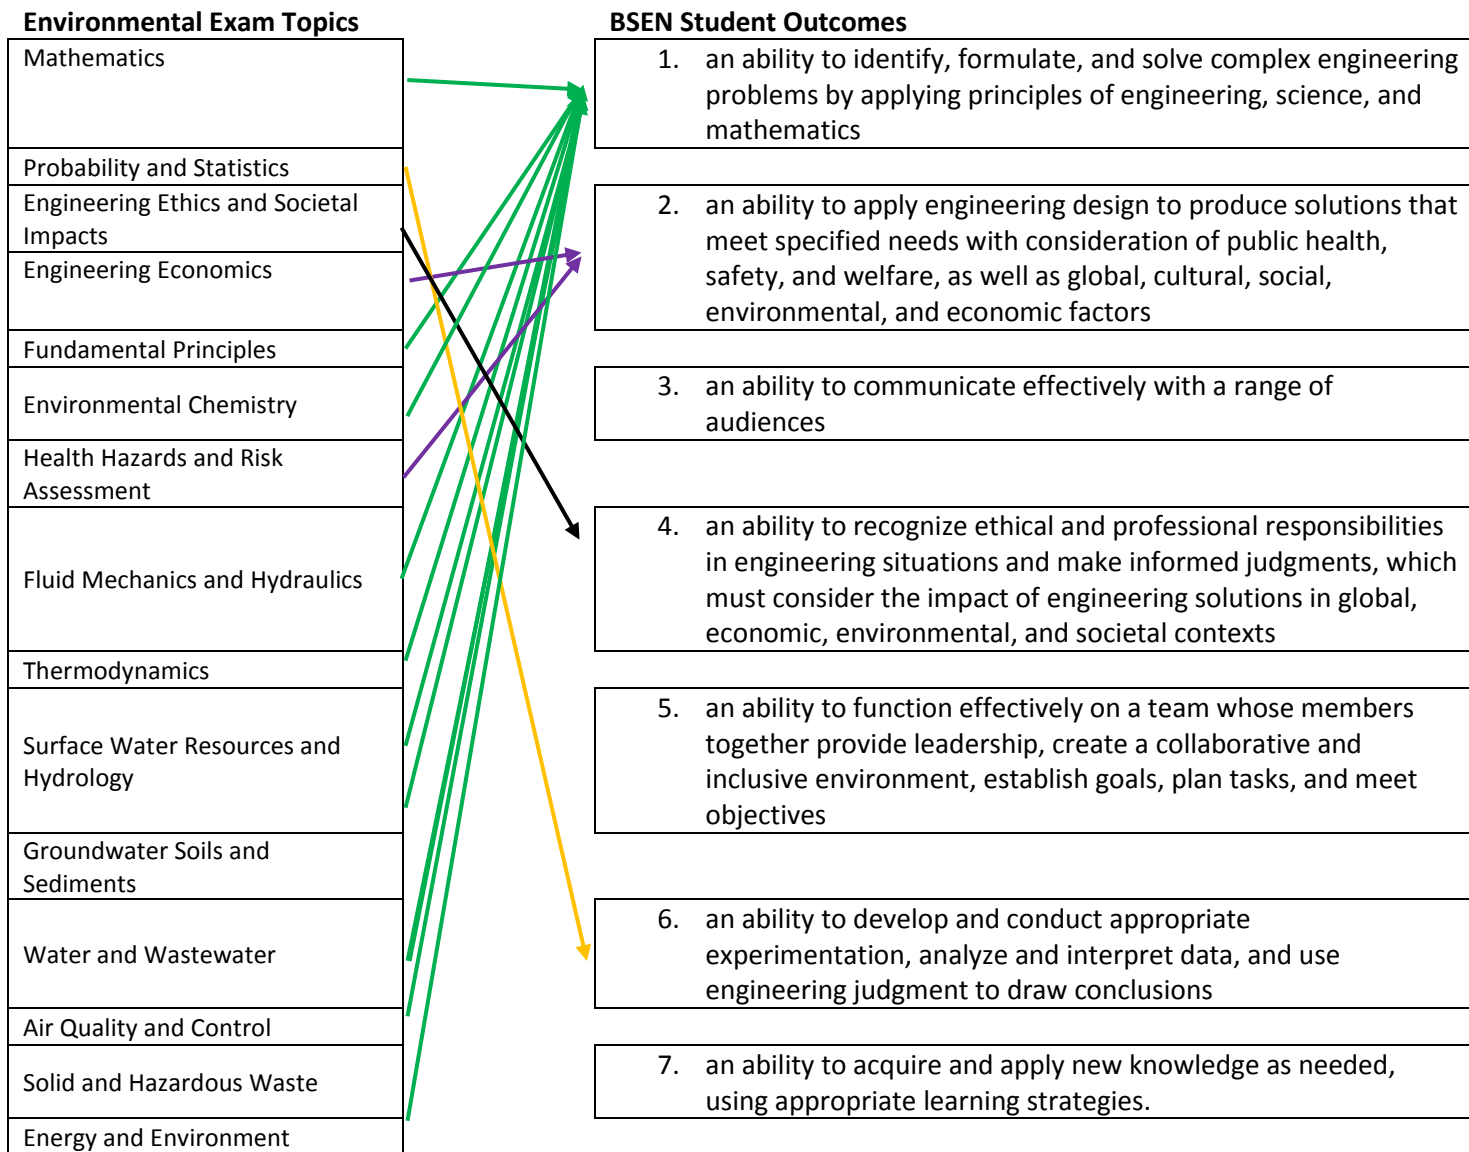 Environmental Exam Topics
Mathematics
Probability and Statistics
Engineering Ethics and Societal
Impacts
Engineering Economics
Fundamental Principles
Environmental Chemistry
Health Hazards and Risk
Assessment
Fluid Mechanics and Hydraulics
Thermodynamics
Surface Water Resources and
Hydrology
Groundwater Soils and
Sediments
Water and Wastewater
Air Quality and Control
Solid and Hazardous Waste
Energy and Environment
BSEN Student Outcomes
1. an ability to identify, formulate, and solve complex engineering
problems by applying principles of engineering, science, and
mathematics
2. an ability to apply engineering design to produce solutions that
meet specified needs with consideration of public health,
safety, and welfare, as well as global, cultural, social,
environmental, and economic factors
3. an ability to communicate effectively with a range of
audiences
4. an ability to recognize ethical and professional responsibilities
in engineering situations and make informed judgments, which
must consider the impact of engineering solutions in global,
economic, environmental, and societal contexts
5. an ability to function effectively on a team whose members
together provide leadership, create a collaborative and
inclusive environment, establish goals, plan tasks, and meet
objectives
6. an ability to develop and conduct appropriate
experimentation, analyze and interpret data, and use
engineering judgment to draw conclusions
7. an ability to acquire and apply new knowledge as needed,
using appropriate learning strategies.